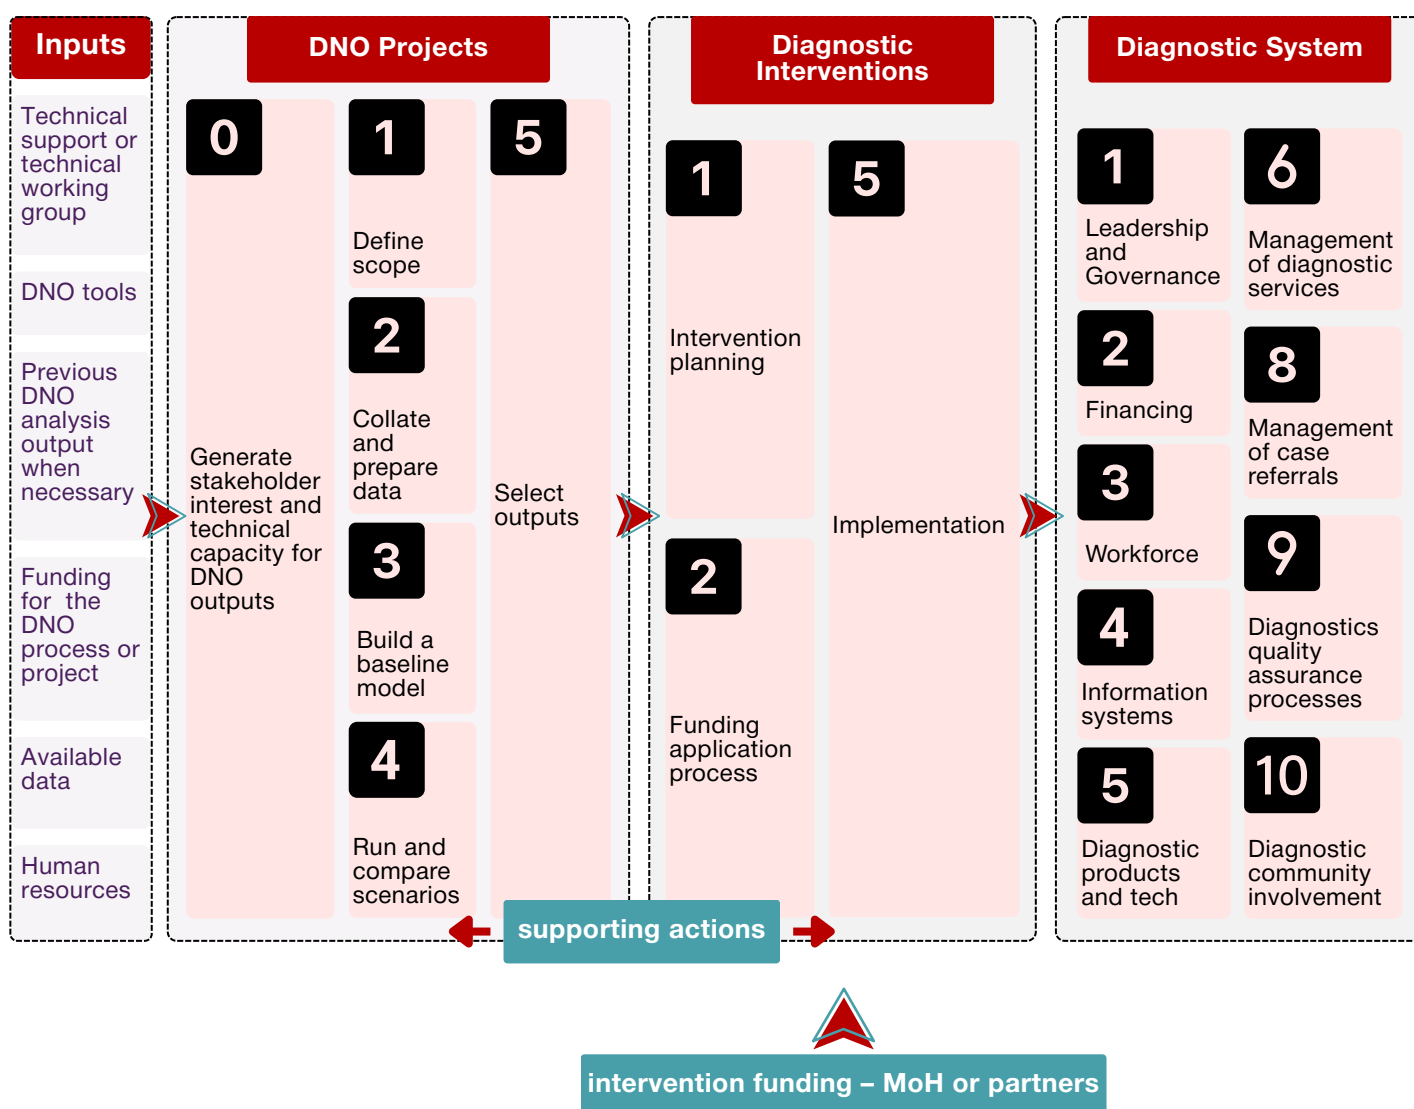 Inputs
Technical
support or
technical
working
group
DNO tools
Previous
DNO
analysis
output
when
necessary
Funding
for the
DNO
process or
project
Available
data
Human
resources
DNO Projects
0
Generate
stakeholder
interest and
technical
capacity for
DNO
outputs
1
Define
scope
2
Collate
and
prepare
data
3
Build a
baseline
model
4
Run and
compare
scenarios
5
Select
outputs
Diagnostic
Interventions
1
Intervention
planning
2
Funding
application
process
5
Implementation
Diagnostic System
1
Leadership
and
Governance
2
Financing
3
Workforce
4
Information
systems
5
Diagnostic
products
and tech
6
Management
of diagnostic
services
8
Management
of case
referrals
9
Diagnostics
quality
assurance
processes
10
Diagnostic
community
involvement
supporting actions
intervention funding – MoH or partners